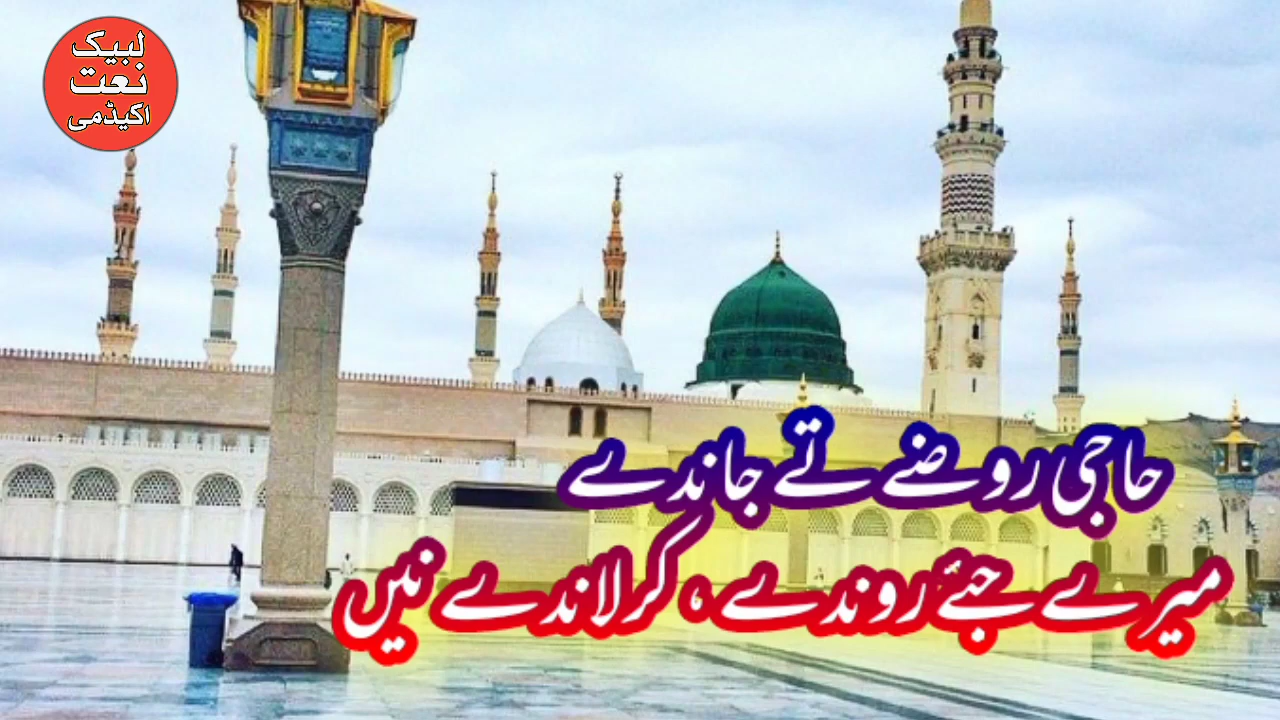 لبیک
نعت
اکیڈمی
حاجی روضے تے جاندے
میرے جئے روندے ، کرلاندے نیں